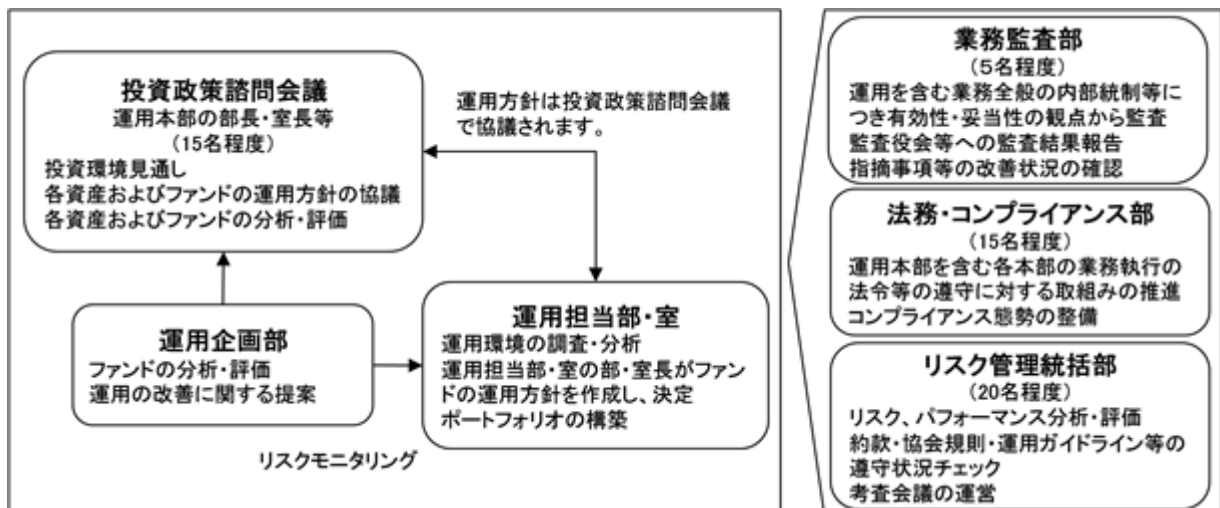 投資政策諮問会議
運用本部の部長・室長等
(15名程度)
投資環境見通し
各資産およびファンドの運用方針の協議
各資産およびファンドの分析・評価
運用方針は投資政策諮問会議
で協議されます。
運用企画部
ファンドの分析・評価
運用の改善に関する提案
運用担当部・室
運用環境の調査・分析
運用担当部・室の部・室長がファン
ドの運用方針を作成し、決定
ポートフォリオの構築
リスクモニタリング
業務監査部
(5名程度)
運用を含む業務全般の内部統制等に
つき有効性・妥当性の観点から監査
監査役会等への監査結果報告
指摘事項等の改善状況の確認
法務・コンプライアンス部
(15名程度)
運用本部を含む各本部の業務執行の
法令等の遵守に対する取組みの推進
コンプライアンス態勢の整備
リスク管理統括部
(20名程度)
リスク、パフォーマンス分析・評価
約款・協会規則・運用ガイドライン等の
遵守状況チェック
考査会議の運営